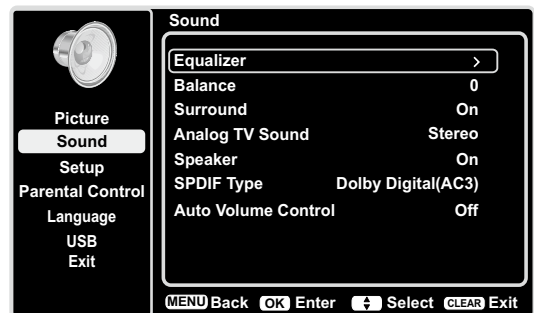 Sound
Equalizer >
Balance 0
Surround On
Analog TV Sound Stereo
Speaker On
SPDIF Type Dolby Digital(AC3)
Auto Volume Control Off
Picture
Sound
Setup
Parental Control
Language
USB
Exit
MENU Back OK Enter Select CLEAR Exit